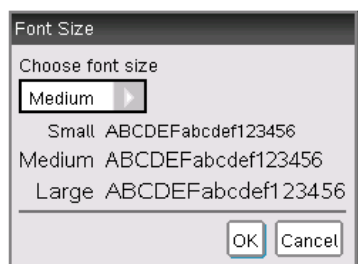 Font Size
Choose font size
Medium
Small ABCDEFabcdef123456
Medium ABCDEFabcdef123456
Large ABCDEFabcdef123456
OK Cancel